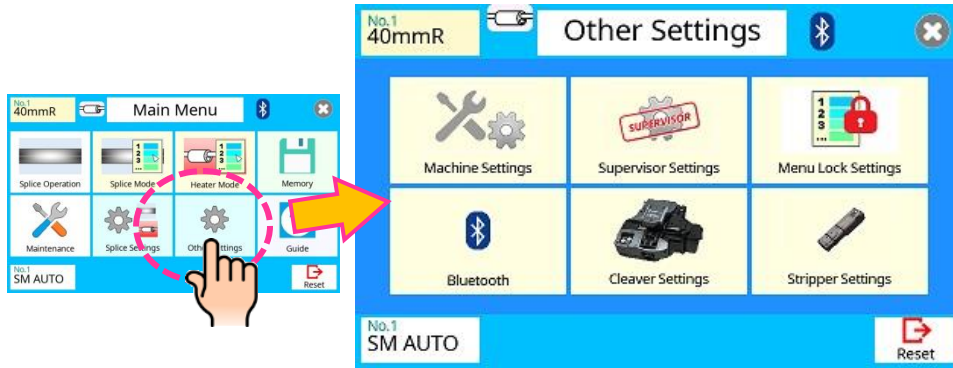 No.1
40mmR
Main Menu
Splice Operation
Splice Mode
Heater Mode
Memory
Maintenance
Splice Settings
Guide
No.1
SM AUTO
Reset
No.1
40mmR
Other Settings
Machine Settings
SUPERVISOR
Supervisor Settings
1
2
3
...
Menu Lock Settings
Bluetooth
Cleaver Settings
Stripper Settings
No.1
SM AUTO
Reset